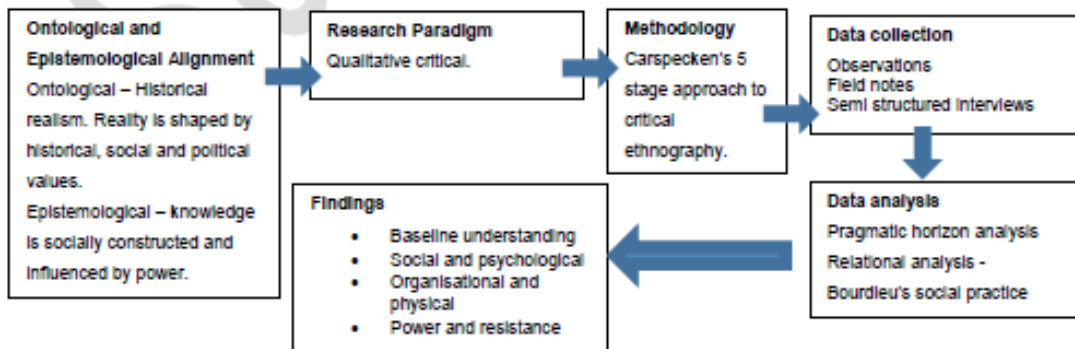 Ontological and
Epistemological Alignment
Ontological – Historical
realism. Reality is shaped by
historical, social and political
values.
Epistemological – knowledge
is socially constructed and
influenced by power.
Research Paradigm
Qualitative critical.
Methodology
Carspecken's 5
stage approach to
critical
ethnography.
Data collection
Observations
Field notes
Semi structured interviews
Data analysis
Pragmatic horizon analysis
Relational analysis -
Bourdieu's social practice
Findings
• Baseline understanding
• Social and psychological
• Organisational and
physical
• Power and resistance